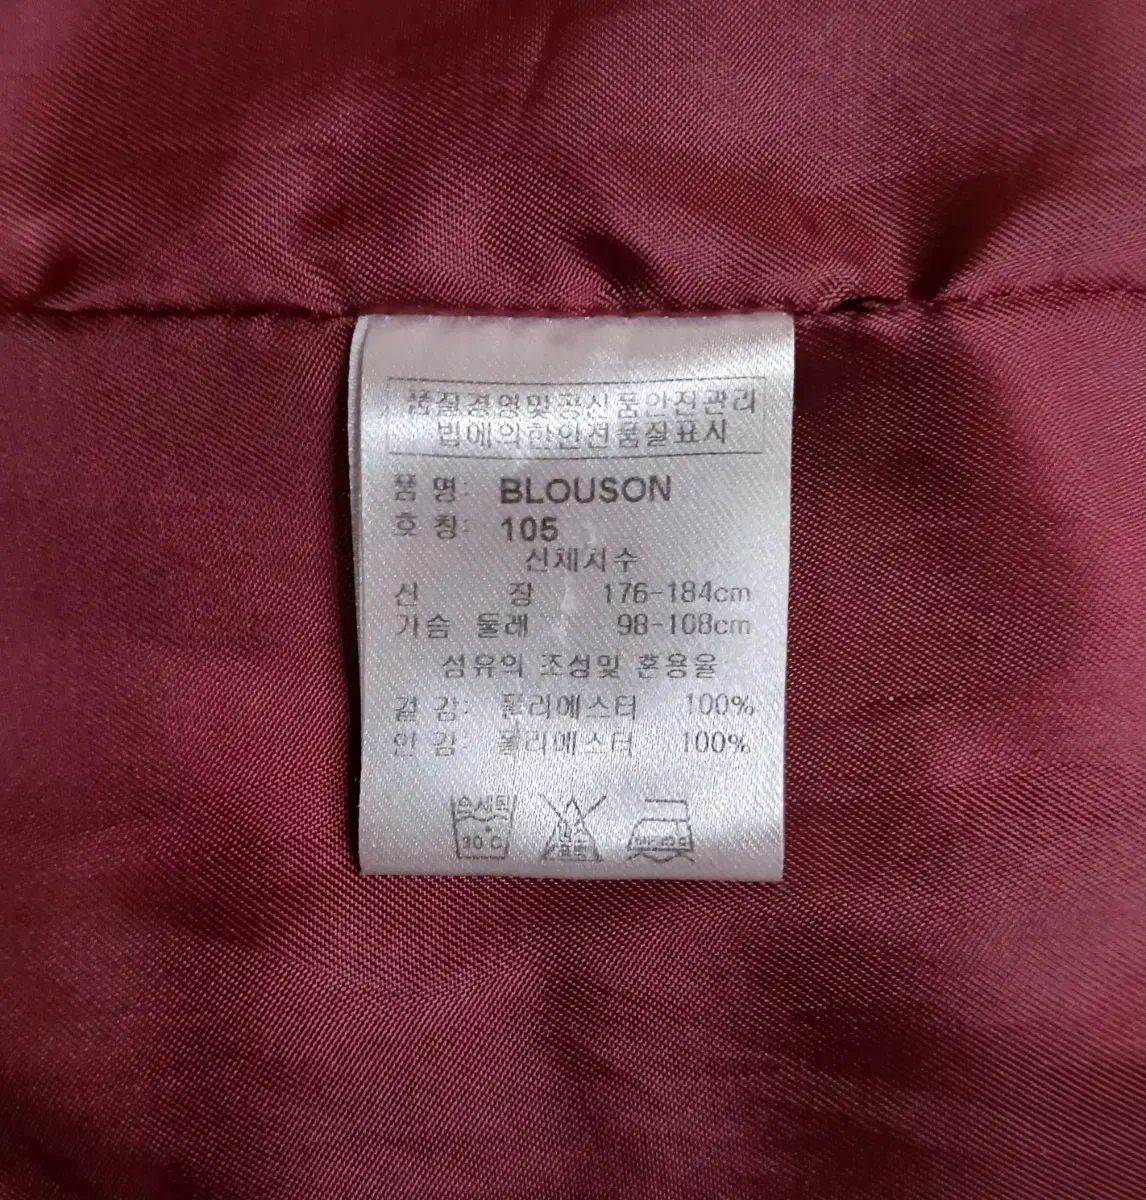 품질경영및공산품안전관리
법에의한안전품질표시
품 명: BLOUSON
호 칭: 105
신체치수
신 장 176-184cm
가슴 둘레 98-108cm
섬유의 조성및 혼용율
겉 감: 폴리에스터 100%
안 감: 폴리에스터 100%
손세탁
30°C